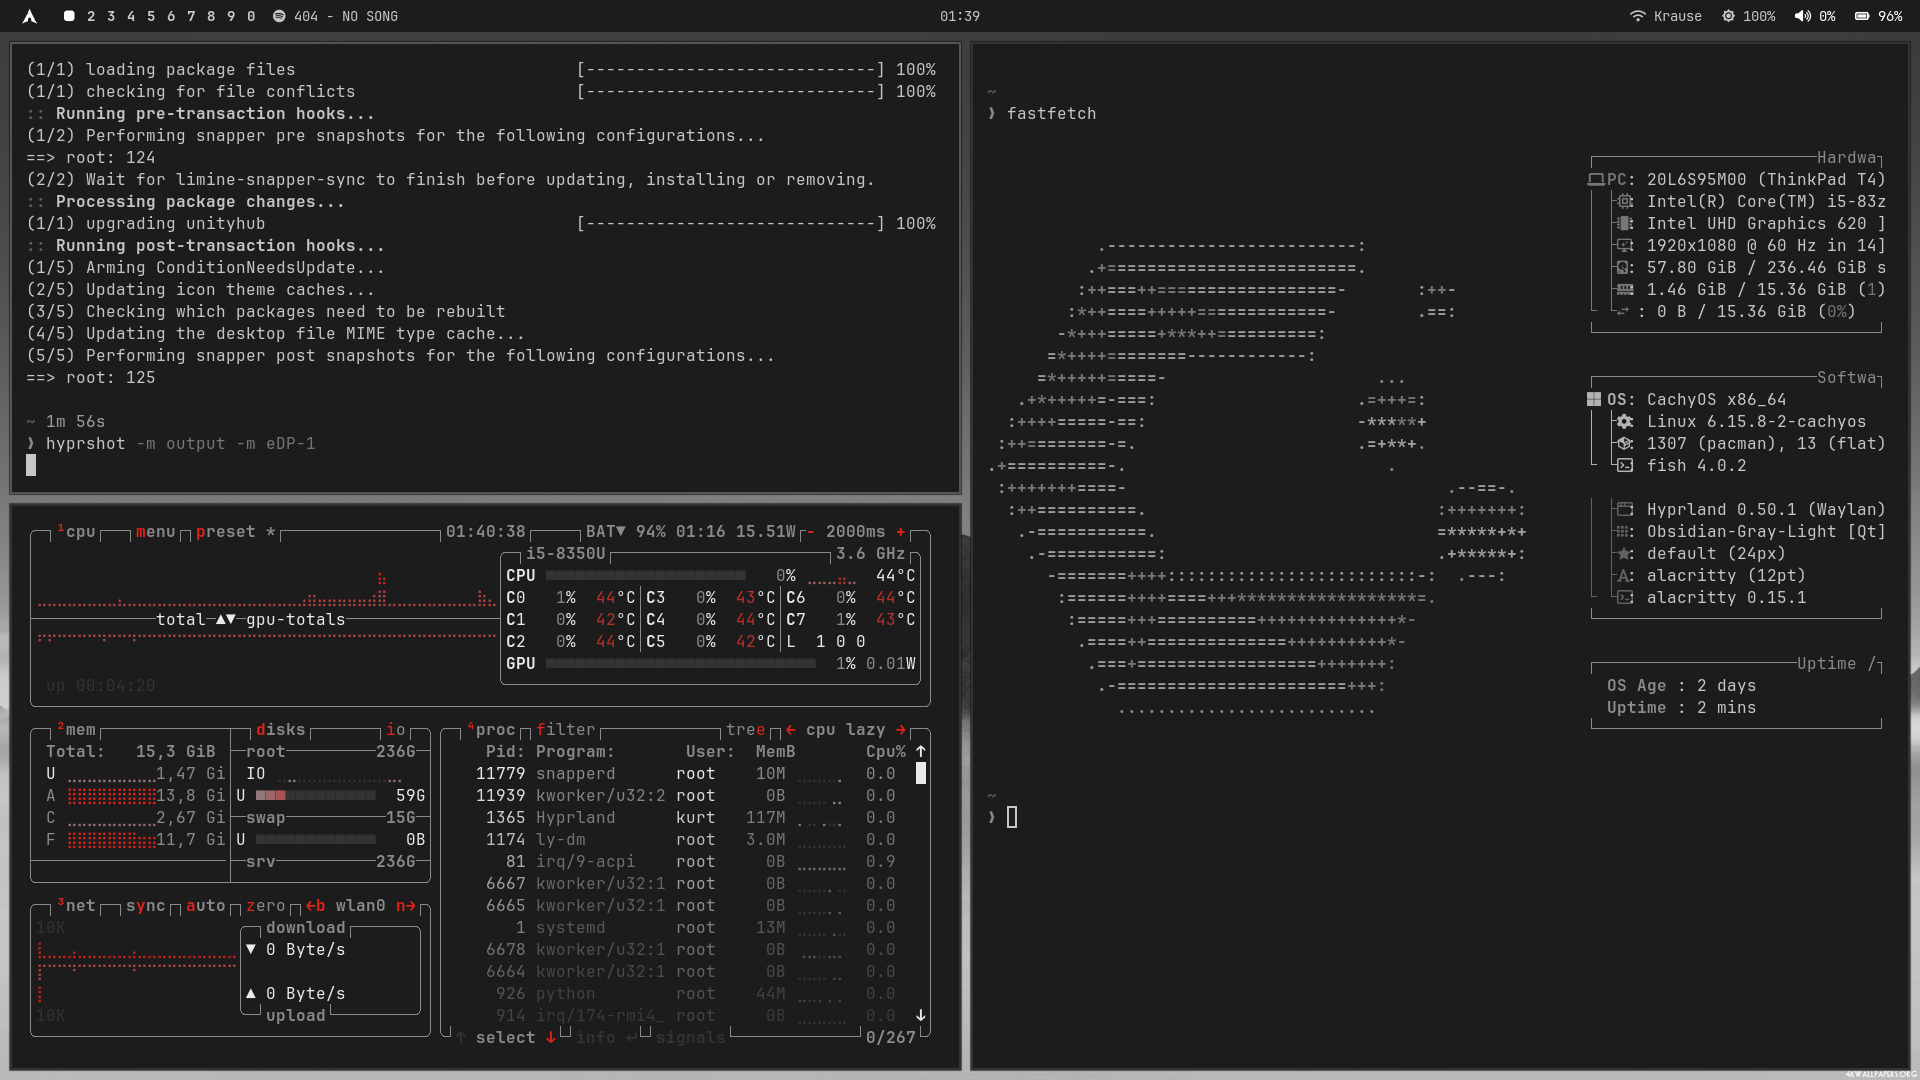 2 3 4 5 6 7 8 9 0 404 - NO SONG
01:39
Krause 100% 0% 96%
(1/1) loading package files [-----------------------------] 100%
(1/1) checking for file conflicts [-----------------------------] 100%
:: Running pre-transaction hooks...
(1/2) Performing snapper pre snapshots for the following configurations...
==> root: 124
(2/2) Wait for limine-snapper-sync to finish before updating, installing or removing.
:: Processing package changes...
(1/1) upgrading unityhub [-----------------------------] 100%
:: Running post-transaction hooks...
(1/5) Arming ConditionNeedsUpdate...
(2/5) Updating icon theme caches...
(3/5) Checking which packages need to be rebuilt
(4/5) Updating the desktop file MIME type cache...
(5/5) Performing snapper post snapshots for the following configurations...
==> root: 125
~ 1m 56s
❫ hyprshot -m output -m eDP-1
1cpu menu preset * 01:40:38 BAT▼ 94% 01:16 15.51W - 2000ms +
i5-8350U 3.6 GHz
CPU 0% 44°C
C0 1% 44°C C3 0% 43°C C6 0% 44°C
C1 0% 42°C C4 0% 44°C C7 1% 43°C
C2 0% 44°C C5 0% 42°C L 1 0 0
GPU 1% 0.01W
total ▲▼ gpu-totals
up 00:04:20
2mem disks io
Total: 15,3 GiB root 236G
U 1,47 Gi IO
A 13,8 Gi U 59G
C 2,67 Gi swap 15G
F 11,7 Gi U 0B
srv 236G
3net sync auto zero ←b wlan0 n→
10K download
▼ 0 Byte/s
▲ 0 Byte/s
10K upload
4proc filter tree ← cpu lazy →
Pid: Program: User: MemB Cpu% ↑
11779 snapperd root 10M 0.0
11939 kworker/u32:2 root 0B 0.0
1365 Hyprland kurt 117M 0.0
1174 ly-dm root 3.0M 0.0
81 irq/9-acpi root 0B 0.9
6667 kworker/u32:1 root 0B 0.0
6665 kworker/u32:1 root 0B 0.0
1 systemd root 13M 0.0
6678 kworker/u32:1 root 0B 0.0
6664 kworker/u32:1 root 0B 0.0
926 python root 44M 0.0
914 irq/174-rmi4_ root 0B 0.0 ↓
↑ select ↓ info ↵ signals 0/267
~
❫ fastfetch
Hardwa
PC: 20L6S95M00 (ThinkPad T4)
: Intel(R) Core(TM) i5-83z
: Intel UHD Graphics 620 ]
: 1920x1080 @ 60 Hz in 14]
: 57.80 GiB / 236.46 GiB s
: 1.46 GiB / 15.36 GiB (1)
: 0 B / 15.36 GiB (0%)
Softwa
OS: CachyOS x86_64
: Linux 6.15.8-2-cachyos
: 1307 (pacman), 13 (flat)
fish 4.0.2
Hyprland 0.50.1 (Waylan)
: Obsidian-Gray-Light [Qt]
: default (24px)
: alacritty (12pt)
alacritty 0.15.1
Uptime /
OS Age : 2 days
Uptime : 2 mins
~
❫
4KWALLPAPERS.ORG